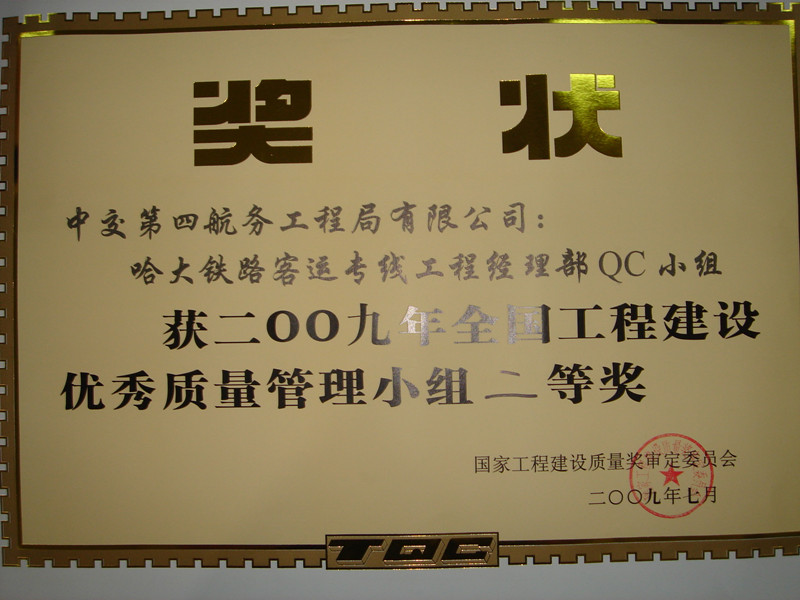 奖 状
中交第四航务工程局有限公司：
哈大铁路客运专线工程经理部QC小组
获二OO九年全国工程建设
优秀质量管理小组二等奖
国家工程建设质量奖审定委员会
二〇〇九年七月
TQC